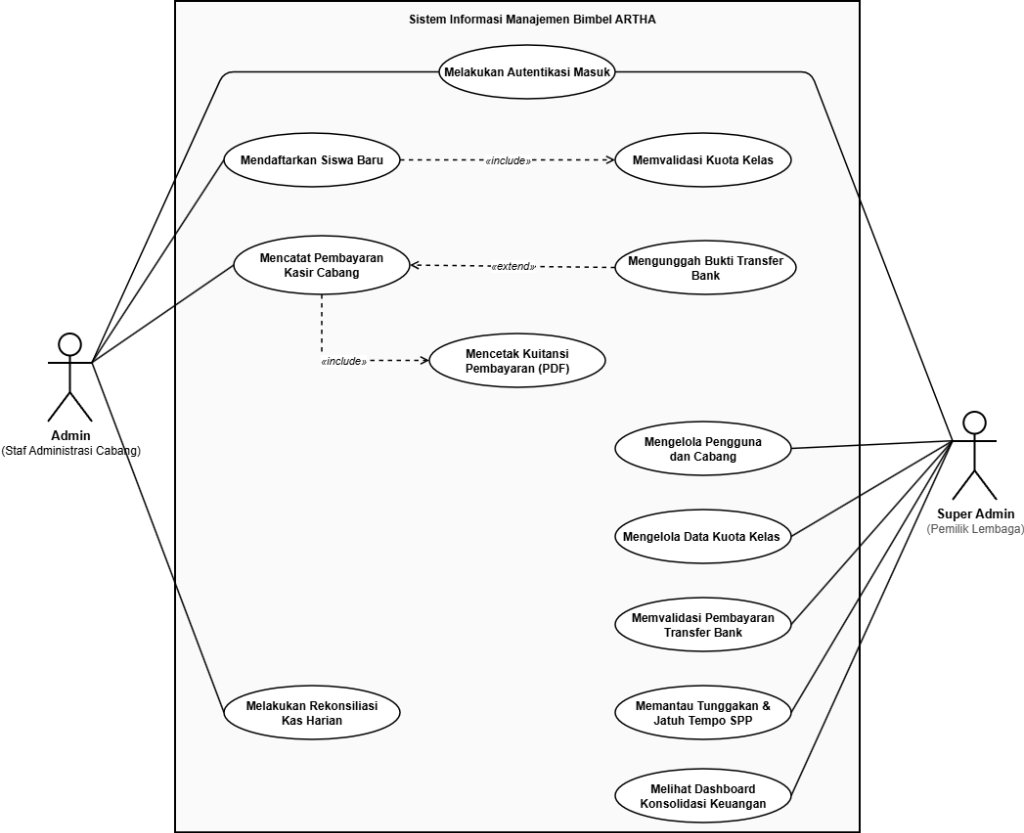 Sistem Informasi Manajemen Bimbel ARTHA
Melakukan Autentikasi Masuk
Mendaftarkan Siswa Baru
«include»
Memvalidasi Kuota Kelas
Mencatat Pembayaran
Kasir Cabang
«extend»
Mengunggah Bukti Transfer
Bank
«include»
Mencetak Kuitansi
Pembayaran (PDF)
Admin
(Staf Administrasi Cabang)
Mengelola Pengguna
dan Cabang
Super Admin
(Pemilik Lembaga)
Mengelola Data Kuota Kelas
Memvalidasi Pembayaran
Transfer Bank
Melakukan Rekonsiliasi
Kas Harian
Memantau Tunggakan &
Jatuh Tempo SPP
Melihat Dashboard
Konsolidasi Keuangan